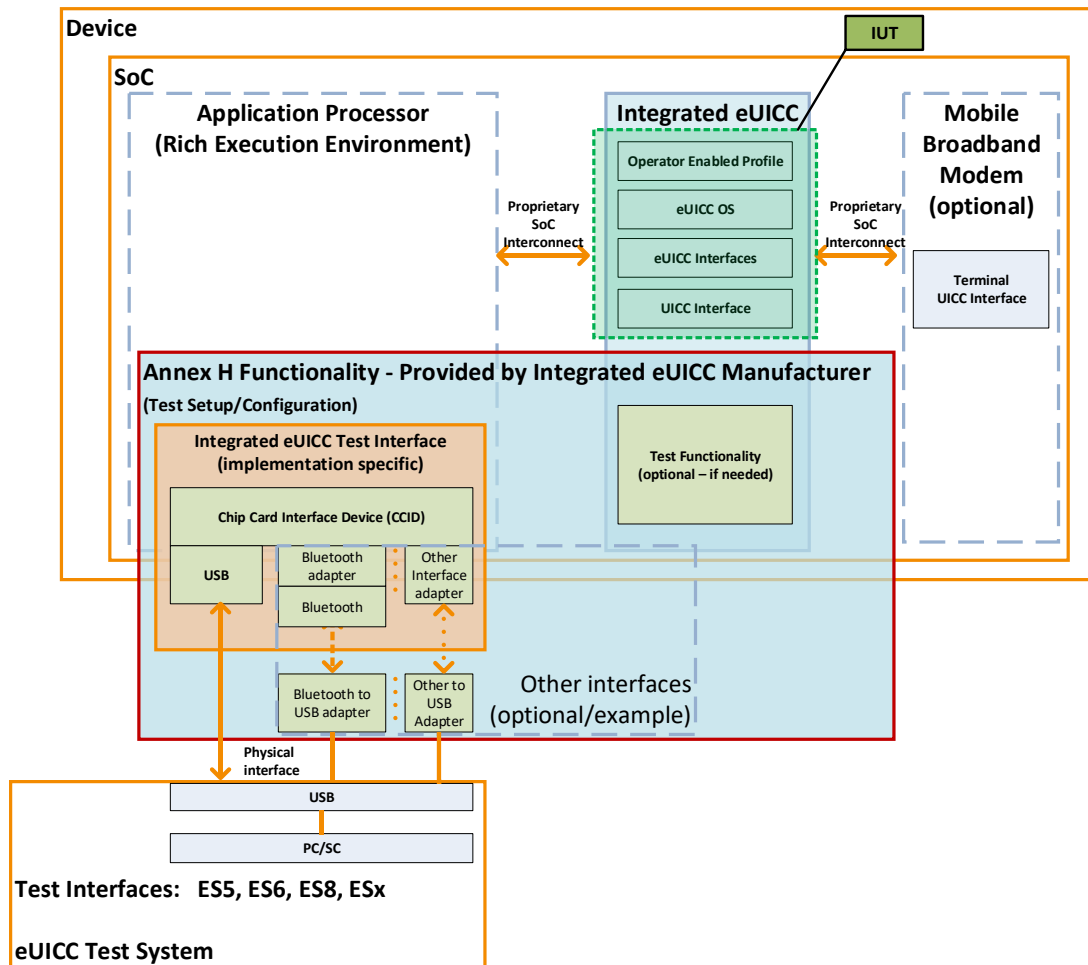 Device
IUT
SoC
Application Processor
(Rich Execution Environment)
Integrated eUICC
Mobile
Broadband
Modem
(optional)
Operator Enabled Profile
eUICC OS
eUICC Interfaces
UICC Interface
Proprietary
SoC
Interconnect
Proprietary
SoC
Interconnect
Terminal
UICC Interface
Annex H Functionality - Provided by Integrated eUICC Manufacturer
(Test Setup/Configuration)
Integrated eUICC Test Interface
(implementation specific)
Test Functionality
(optional – if needed)
Chip Card Interface Device (CCID)
USB
Bluetooth
adapter
Bluetooth
Other
Interface
adapter
Bluetooth to
USB adapter
Other to
USB
Adapter
Other interfaces
(optional/example)
Physical
interface
USB
PC/SC
Test Interfaces: ES5, ES6, ES8, ESx
eUICC Test System